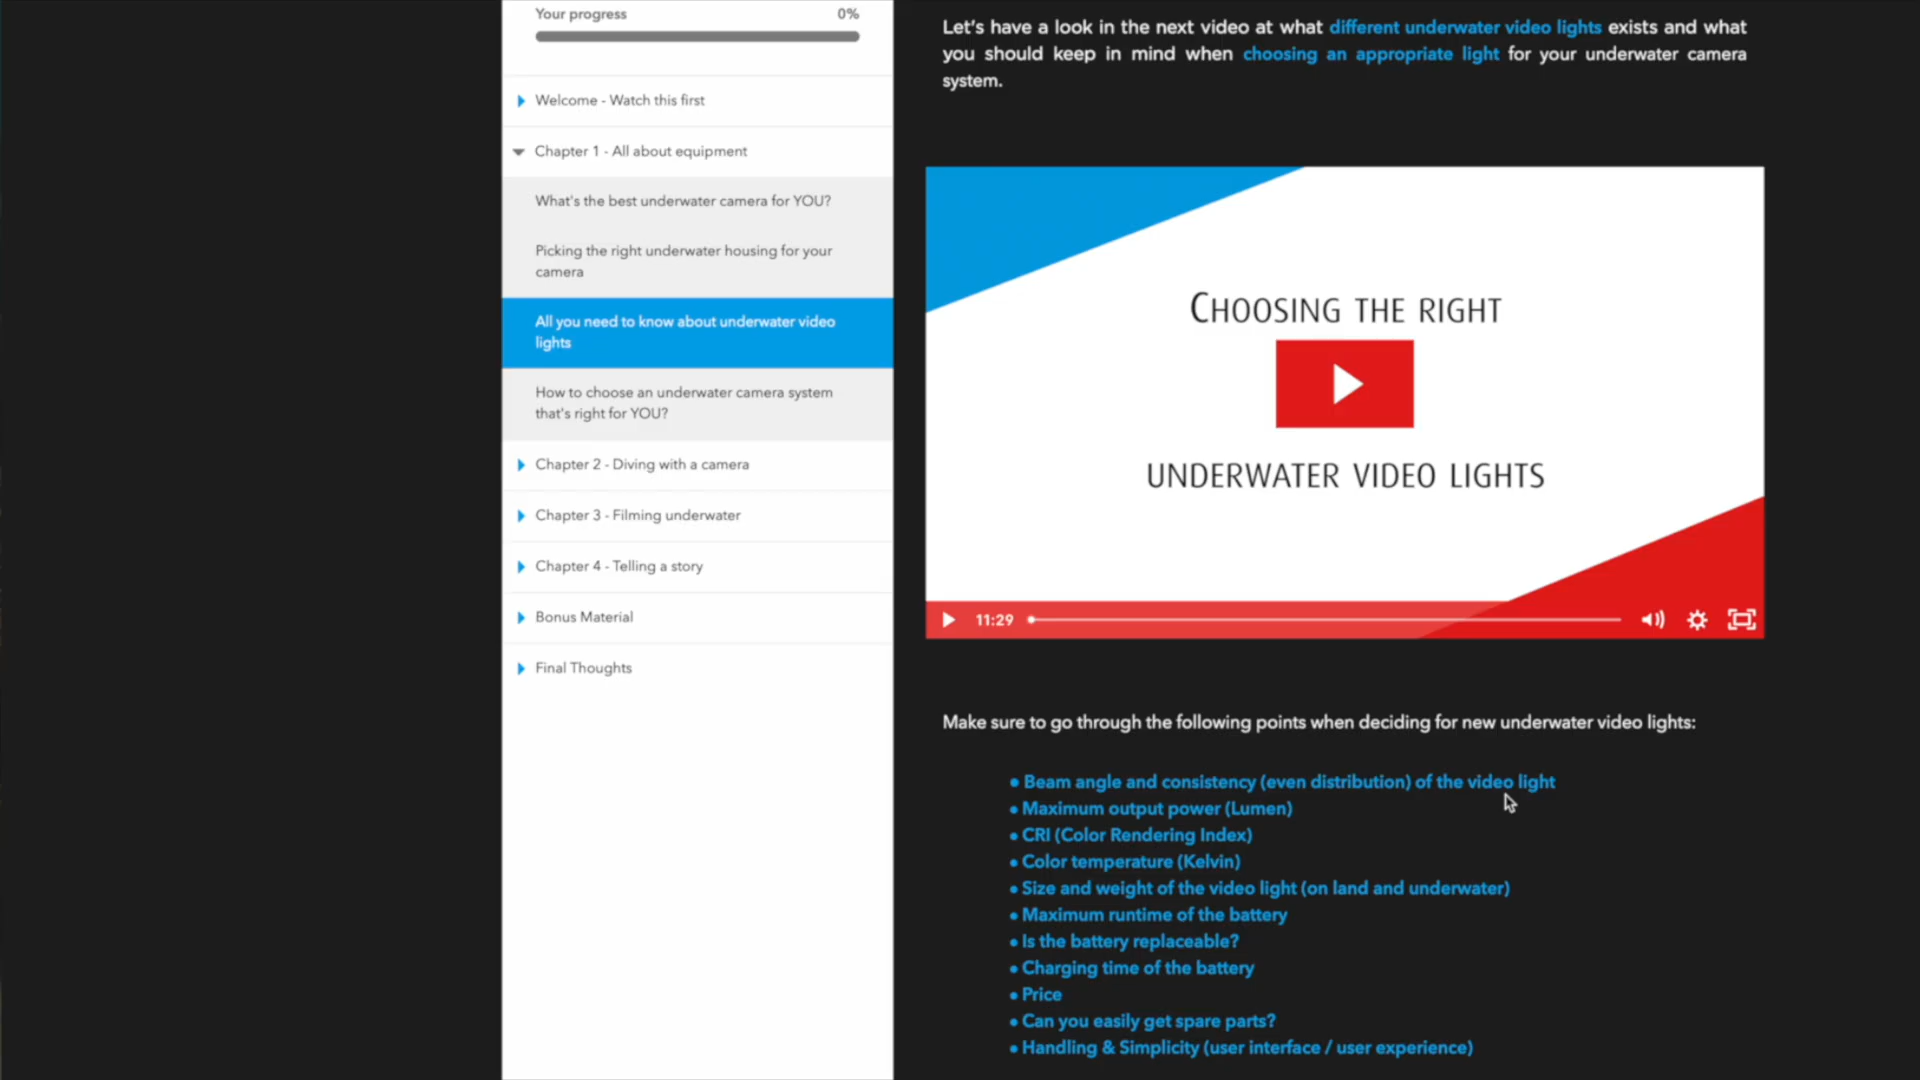 Your progress 0%
Welcome - Watch this first
Chapter 1 - All about equipment
What's the best underwater camera for YOU?
Picking the right underwater housing for your
camera
All you need to know about underwater video
lights
How to choose an underwater camera system
that's right for YOU?
Chapter 2 - Diving with a camera
Chapter 3 - Filming underwater
Chapter 4 - Telling a story
Bonus Material
Final Thoughts
Let's have a look in the next video at what different underwater video lights exists and what
you should keep in mind when choosing an appropriate light for your underwater camera
system.
CHOOSING THE RIGHT
UNDERWATER VIDEO LIGHTS
11:29
Make sure to go through the following points when deciding for new underwater video lights:
• Beam angle and consistency (even distribution) of the video light
• Maximum output power (Lumen)
• CRI (Color Rendering Index)
• Color temperature (Kelvin)
• Size and weight of the video light (on land and underwater)
• Maximum runtime of the battery
• Is the battery replaceable?
• Charging time of the battery
• Price
• Can you easily get spare parts?
• Handling & Simplicity (user interface / user experience)